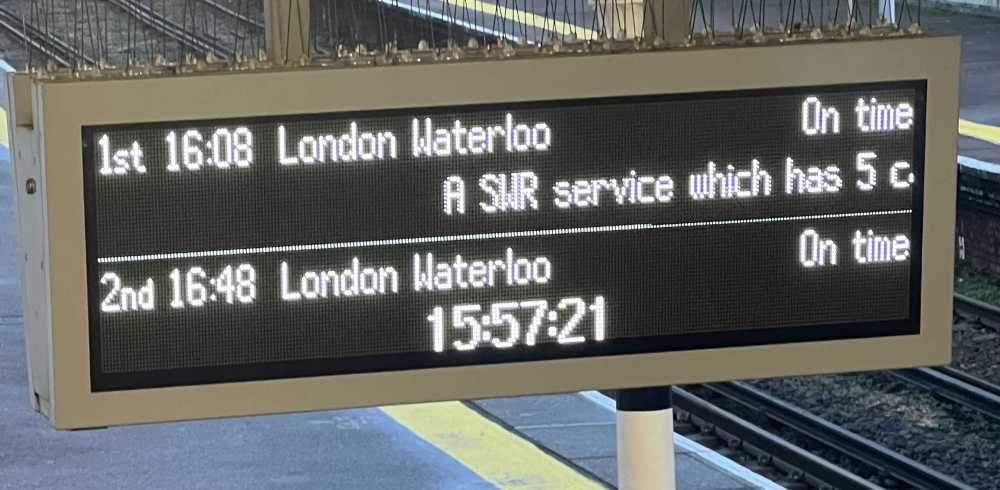 1st 16:08 London Waterloo On time
A SWR service which has 5 c
2nd 16:48 London Waterloo On time
15:57:21